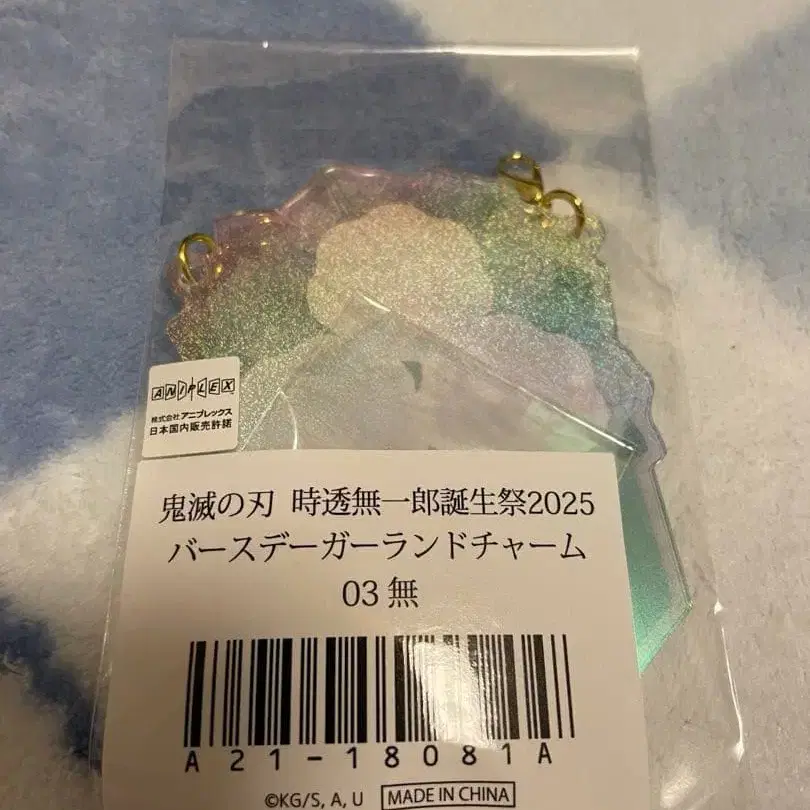 ANIPLEX
株式会社 アニプレックス
日本国内販売許諾
鬼滅の刃 時透無一郎誕生祭2025
バースデーガーランドチャーム
03 無
A21-18081A
©KG/S, A, U MADE IN CHINA